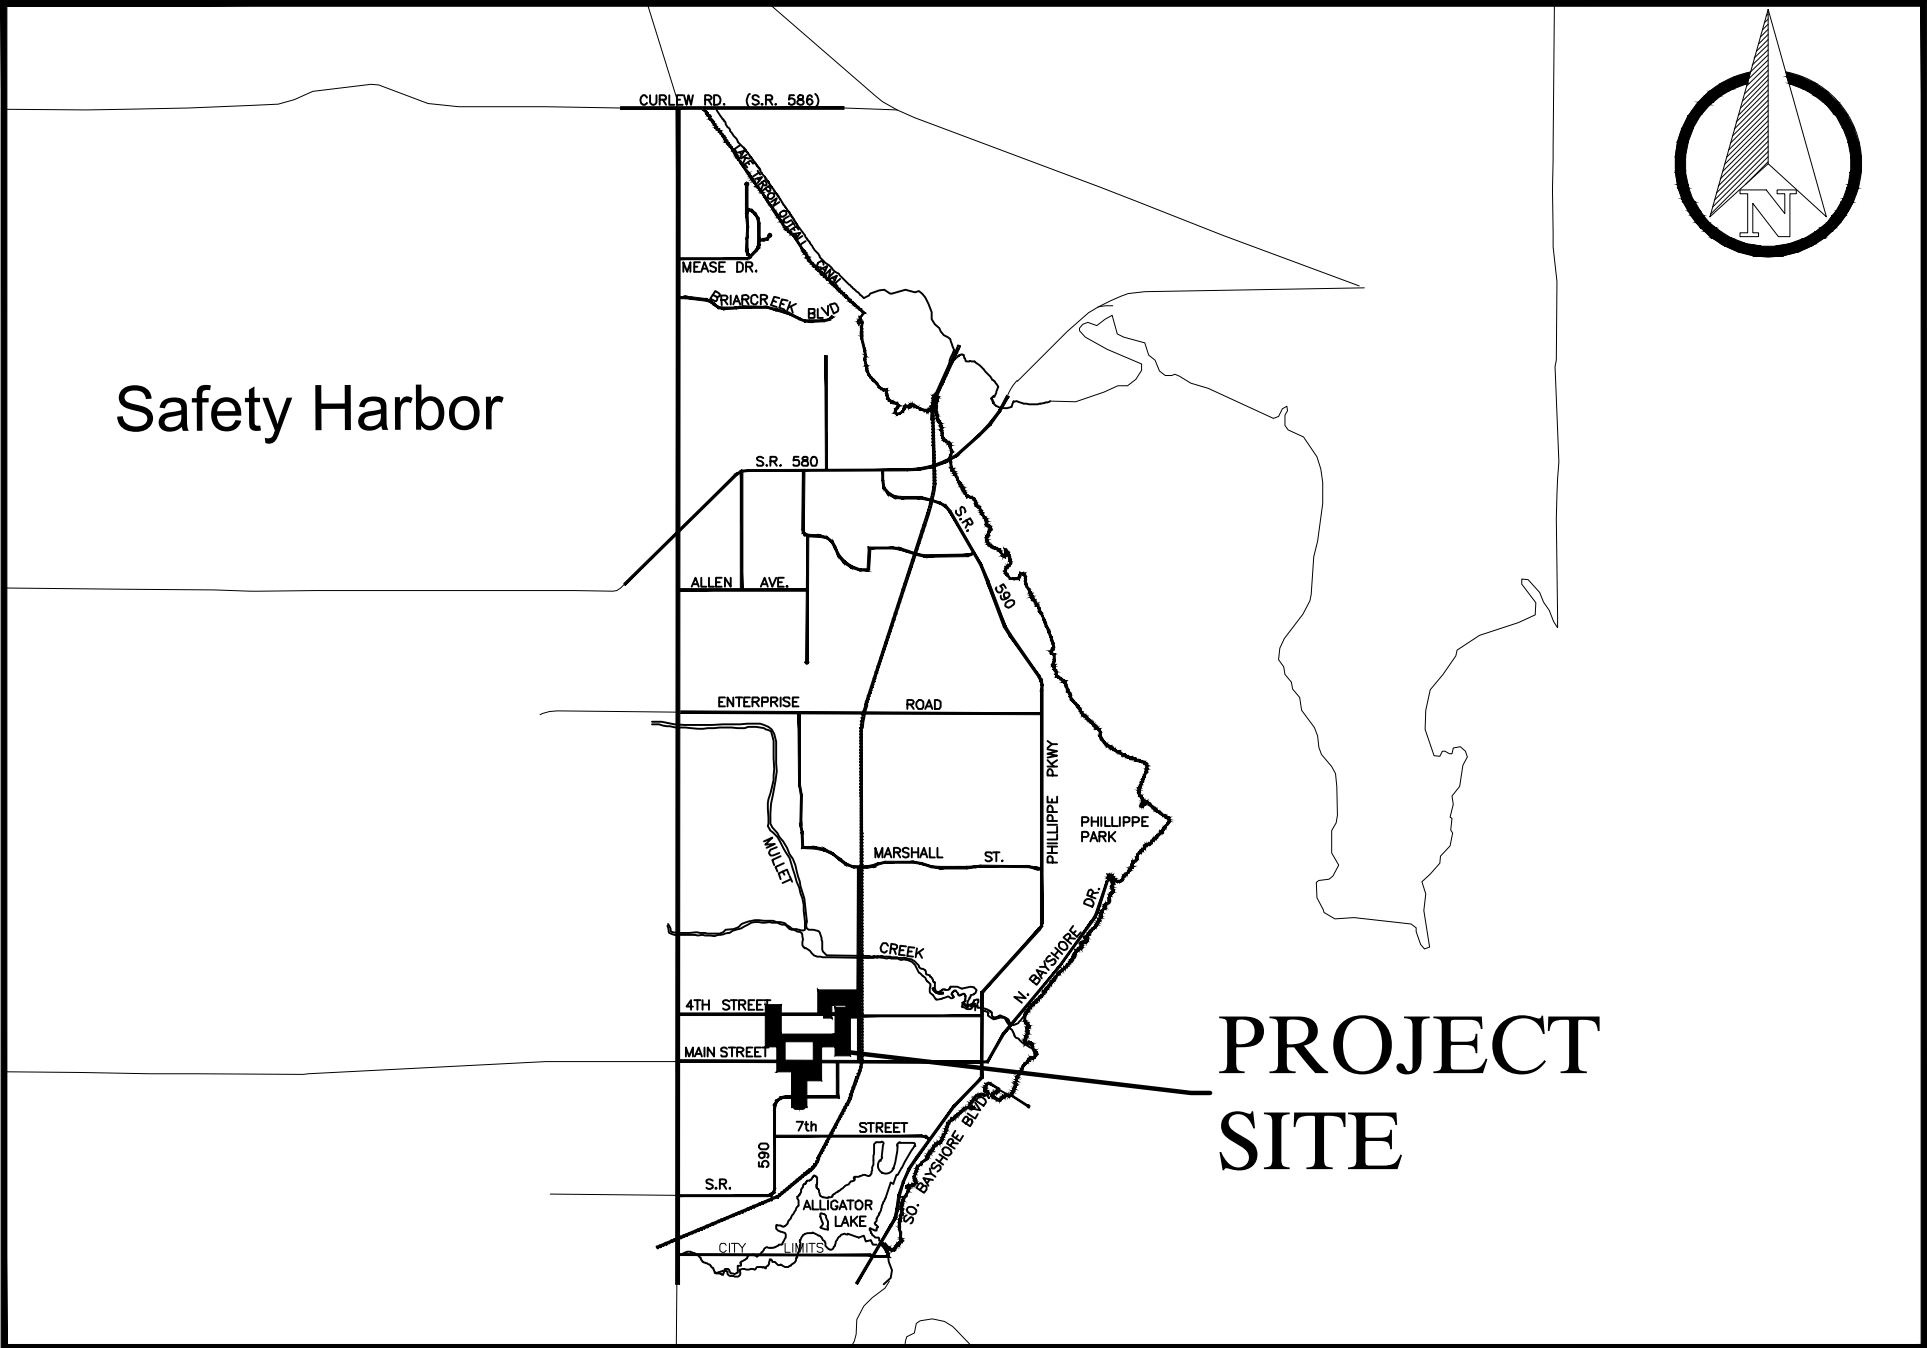 CURLEW RD. (S.R. 586)
N
LAKE TARPON OUTFALL CANAL
MEASE DR.
BRIARCREEK BLVD
Safety Harbor
S.R. 580
S.R. 590
ALLEN AVE.
ENTERPRISE ROAD
PHILLIPPE PKWY
PHILLIPPE
PARK
MULLET CREEK
MARSHALL ST.
N. BAYSHORE DR.
4TH STREET
MAIN STREET
PROJECT
SITE
7th STREET
S.R. 590
SO. BAYSHORE BLVD
ALLIGATOR
LAKE
CITY LIMITS